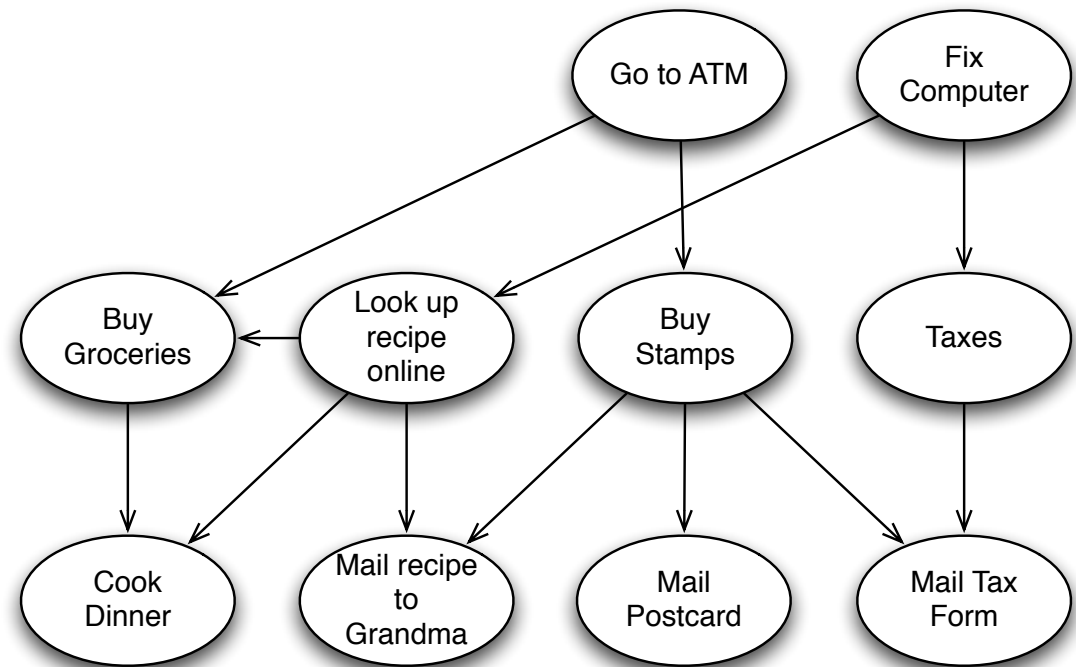 Go to ATM
Fix
Computer
Buy
Groceries
Look up
recipe
online
Buy
Stamps
Taxes
Cook
Dinner
Mail recipe
to
Grandma
Mail
Postcard
Mail Tax
Form